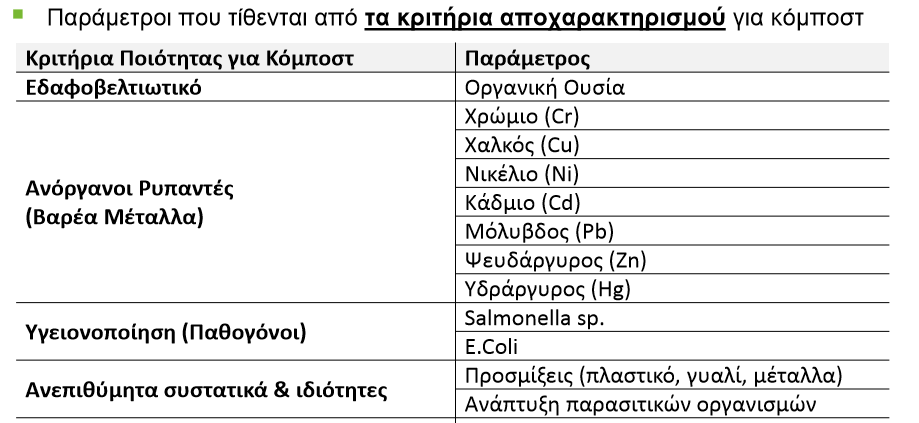 Παράμετροι που τίθενται από τα κριτήρια αποχαρακτηρισμού για κόμποστ
Κριτήρια Ποιότητας για Κόμποστ Παράμετρος
Εδαφοβελτιωτικό Οργανική Ουσία
Ανόργανοι Ρυπαντές
(Βαρέα Μέταλλα)
Χρώμιο (Cr)
Χαλκός (Cu)
Νικέλιο (Ni)
Κάδμιο (Cd)
Μόλυβδος (Pb)
Ψευδάργυρος (Zn)
Υδράργυρος (Hg)
Υγειονοποίηση (Παθογόνοι)
Salmonella sp.
E.Coli
Ανεπιθύμητα συστατικά & ιδιότητες
Προσμίξεις (πλαστικό, γυαλί, μέταλλα)
Ανάπτυξη παρασιτικών οργανισμών